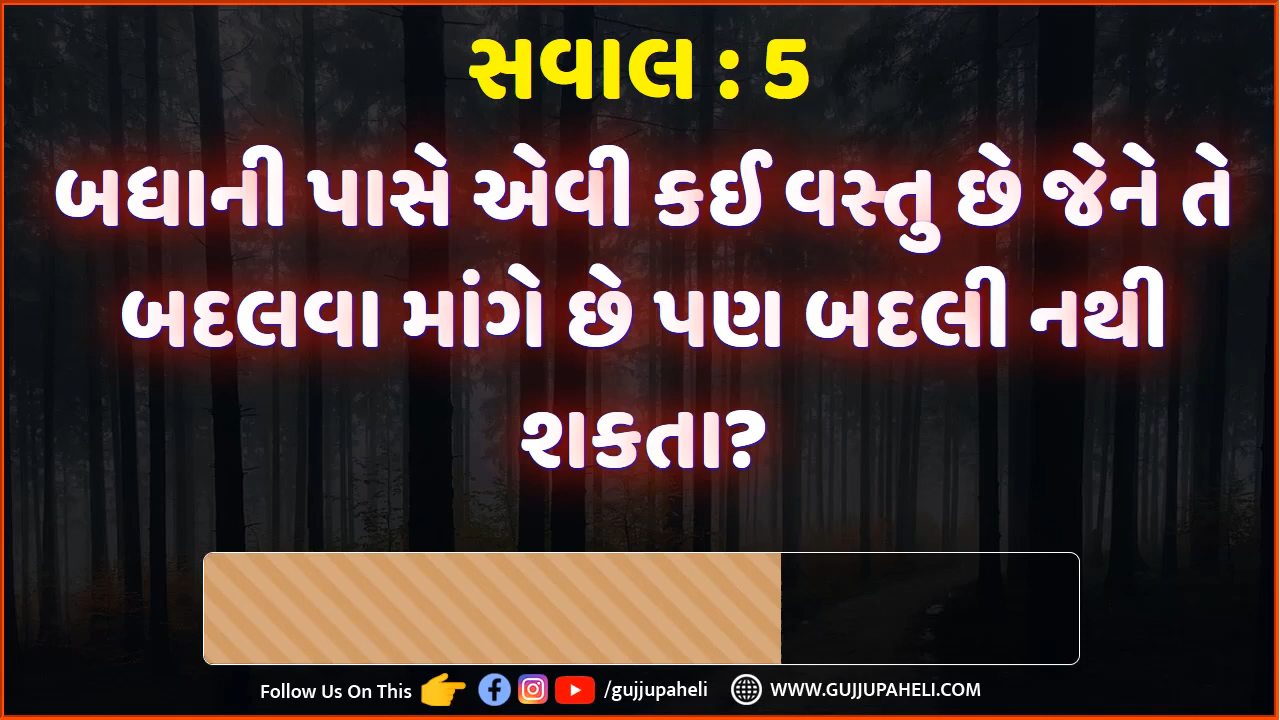 સવાલ : 5
બધાની પાસે એવી કઈ વસ્તુ છે જેને તે
બદલવા માંગે છે પણ બદલી નથી
શકતા?
Follow Us On This /gujjupaheli WWW.GUJJUPAHELI.COM